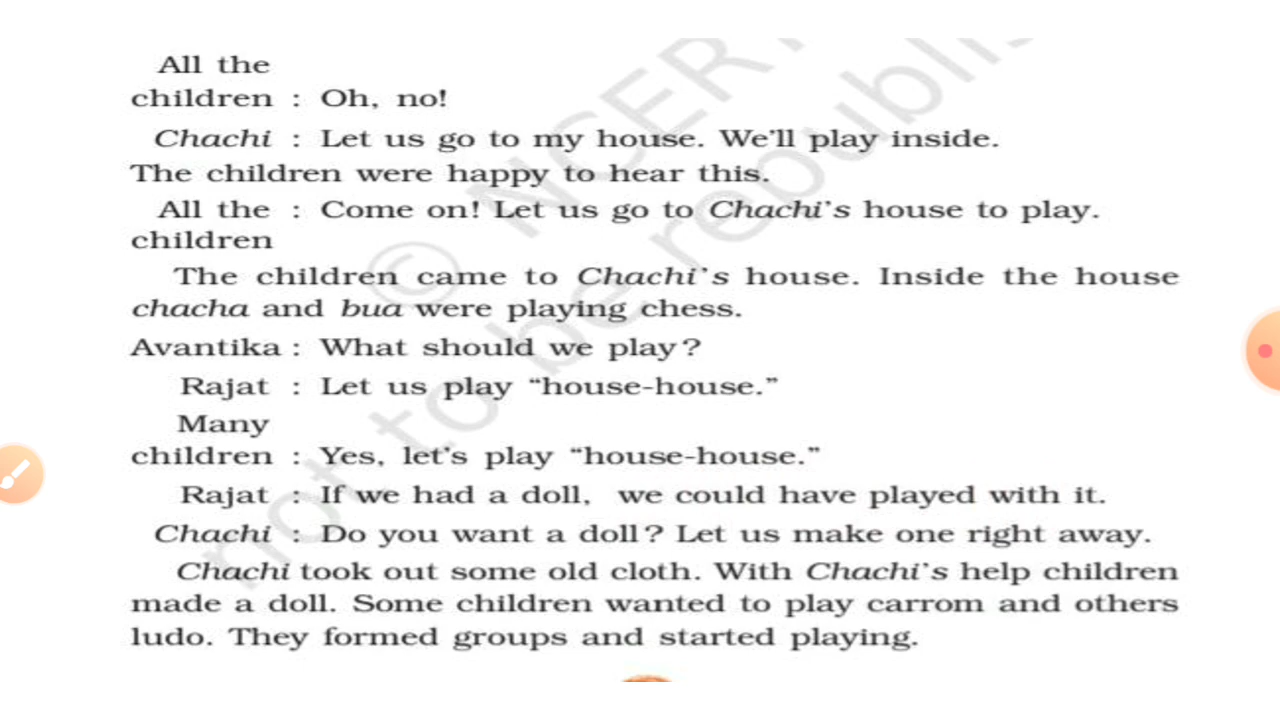 All the
children : Oh, no!
Chachi : Let us go to my house. We'll play inside.
The children were happy to hear this.
All the : Come on! Let us go to Chachi's house to play.
children
The children came to Chachi's house. Inside the house
chacha and bua were playing chess.
Avantika : What should we play?
Rajat : Let us play “house-house.”
Many
children : Yes, let's play “house-house.”
Rajat : If we had a doll, we could have played with it.
Chachi : Do you want a doll? Let us make one right away.
Chachi took out some old cloth. With Chachi's help children
made a doll. Some children wanted to play carrom and others
ludo. They formed groups and started playing.
© NCERT
not to be republis